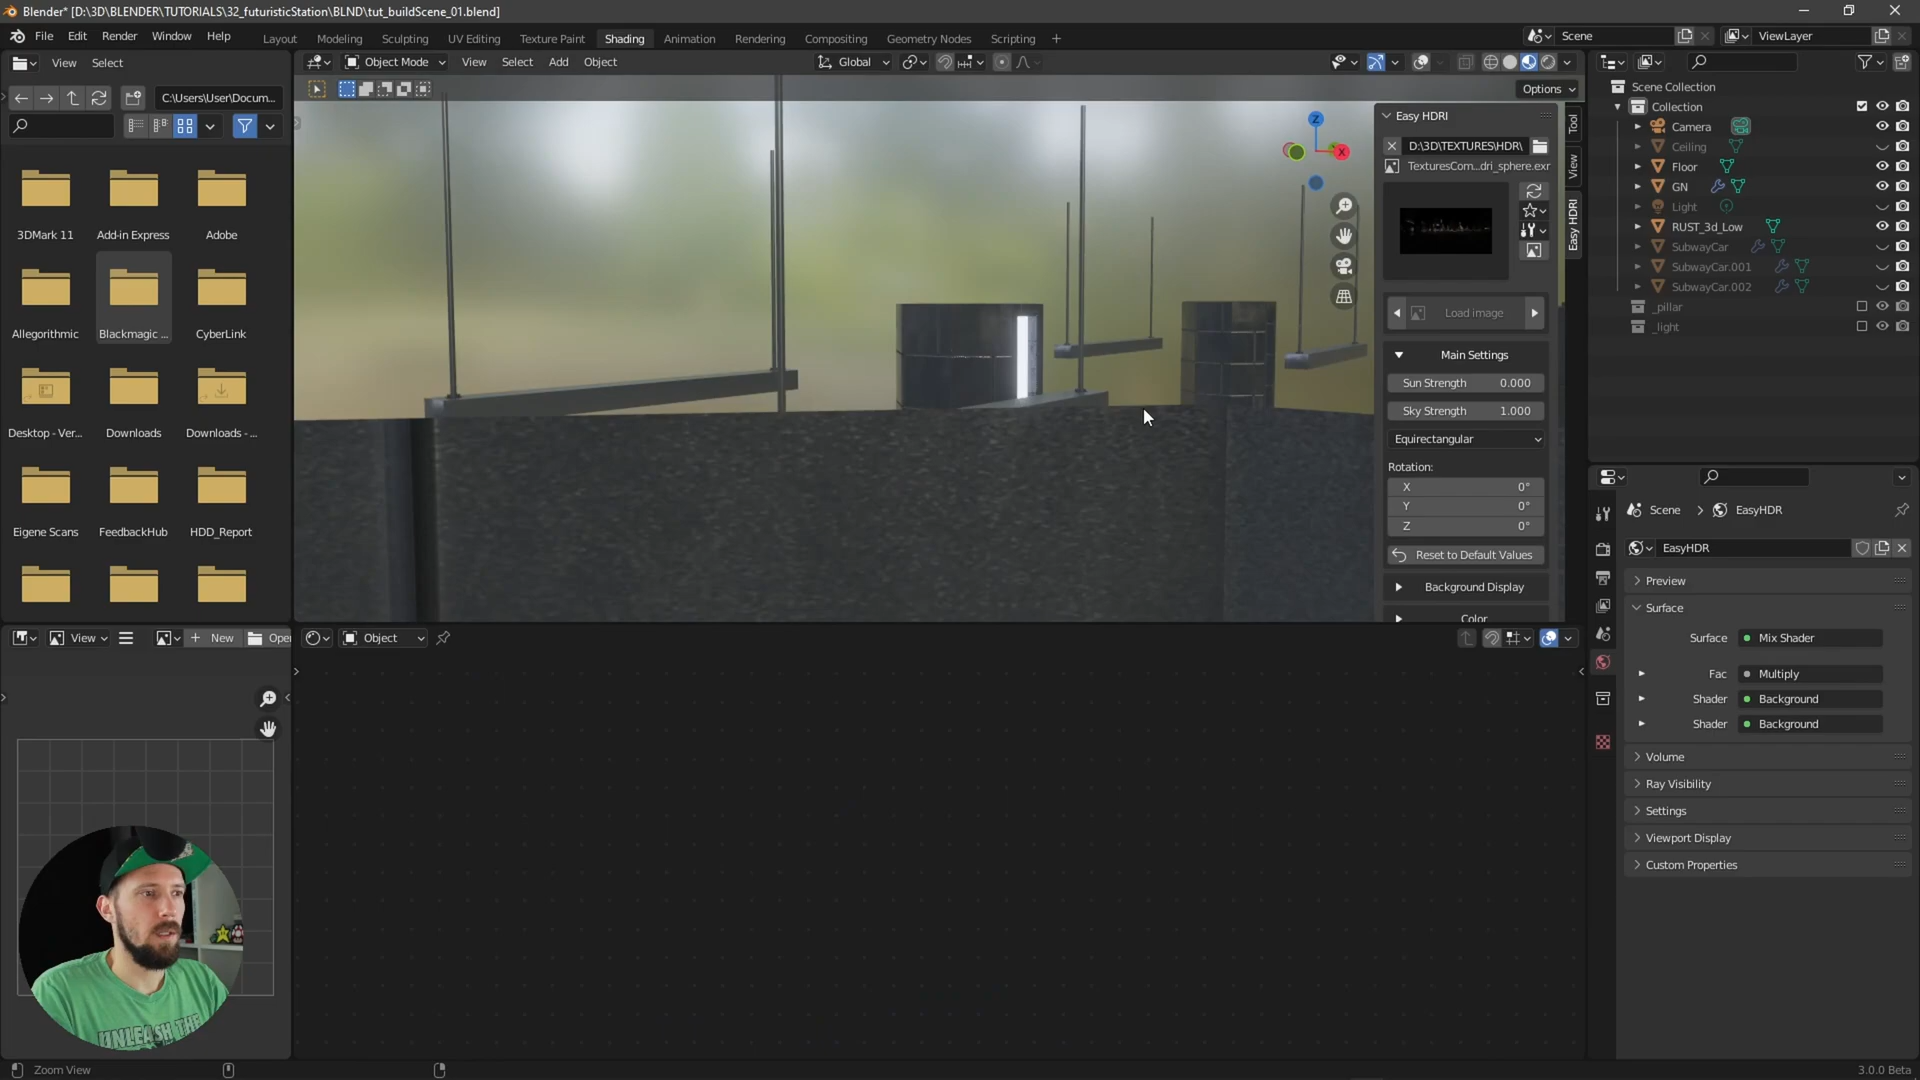 Blender* [D:\3D\BLENDER\TUTORIALS\32_futuristicStation\BLND\tut_buildScene_01.blend]
File Edit Render Window Help
Layout Modeling Sculpting UV Editing Texture Paint Shading Animation Rendering Compositing Geometry Nodes Scripting +
Scene
ViewLayer
View Select
C:\Users\User\Docum...
3DMark 11
Add-in Express
Adobe
Allegorithmic
Blackmagic ...
CyberLink
Desktop - Ver...
Downloads
Downloads - ...
Eigene Scans
FeedbackHub
HDD_Report
Object Mode View Select Add Object
Global
Options
Z
X
Easy HDRI
D:\3D\TEXTURES\HDR\
TexturesCom...dri_sphere.exr
Load image
Main Settings
Sun Strength 0.000
Sky Strength 1.000
Equirectangular
Rotation:
X 0°
Y 0°
Z 0°
Reset to Default Values
Background Display
Color
Tool
View
Easy HDRI
Scene Collection
Collection
Camera
Ceiling
Floor
GN
Light
RUST_3d_Low
SubwayCar
SubwayCar.001
SubwayCar.002
_pillar
_light
Scene > EasyHDR
EasyHDR
Preview
Surface
Surface Mix Shader
Fac Multiply
Shader Background
Shader Background
Volume
Ray Visibility
Settings
Viewport Display
Custom Properties
View
New
Open
Object
UNLEASH THE
Zoom View
3.0.0 Beta